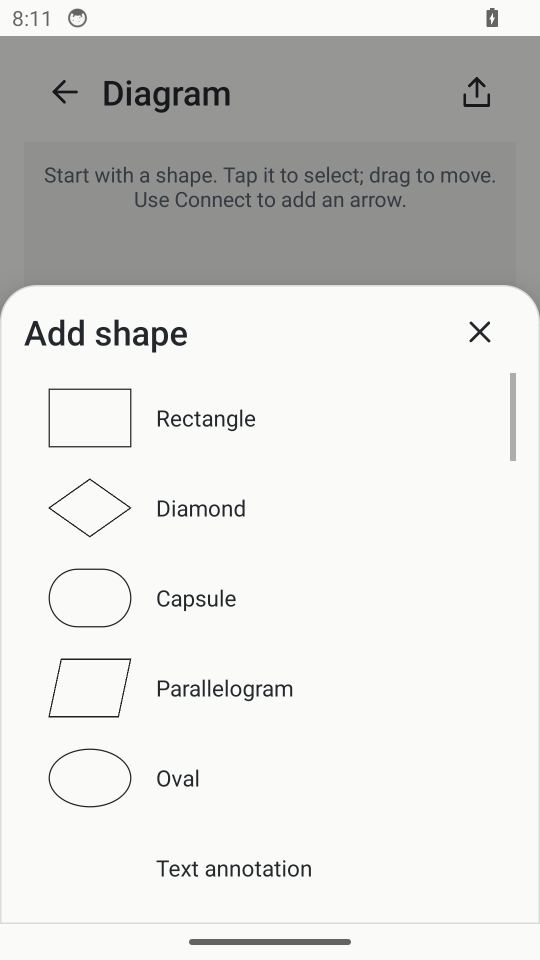 8:11
Diagram
Start with a shape. Tap it to select; drag to move.
Use Connect to add an arrow.
Add shape
Rectangle
Diamond
Capsule
Parallelogram
Oval
Text annotation